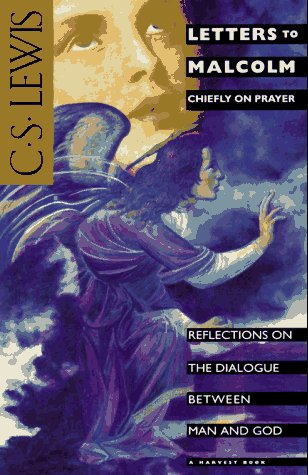 C·S·LEWIS
LETTERS TO
MALCOLM
CHIEFLY ON PRAYER
REFLECTIONS ON
THE DIALOGUE
BETWEEN
MAN AND GOD
A HARVEST BOOK